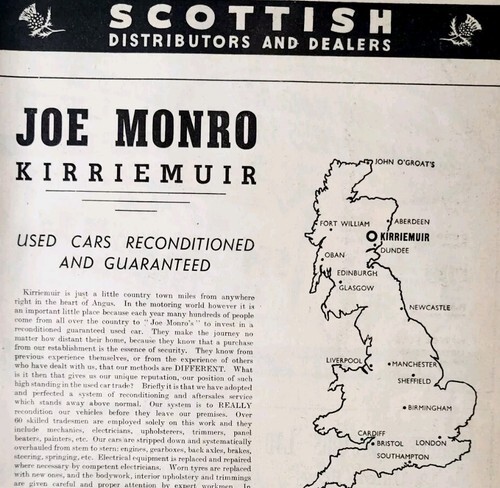 SCOTTISH
DISTRIBUTORS AND DEALERS
JOE MONRO
KIRRIEMUIR
USED CARS RECONDITIONED
AND GUARANTEED
Kirriemuir is just a little country town miles from anywhere
right in the heart of Angus. In the motoring world however it is
an important little place because each year many hundreds of people
come from all over the country to "Joe Monro's" to invest in a
reconditioned guaranteed used car. They make the journey no
matter how distant their home, because they know that a purchase
from our establishment is the essence of security. They know from
previous experience themselves, or from the experience of others
who have dealt with us, that our methods are DIFFERENT. What
is it then that gives us our unique reputation, our position of such
high standing in the used car trade? Briefly it is that we have adopted
and perfected a system of reconditioning and aftersales service
which stands away above normal. Our system is to REALLY
recondition our vehicles before they leave our premises. Over
60 skilled tradesmen are employed solely on this work and they
include mechanics, electricians, upholsterers, trimmers, panel
beaters, painters, etc. Our cars are stripped down and systematically
overhauled from stem to stern: engines, gearboxes, back axles, brakes,
steering, springing, etc. Electrical equipment is replaced and repaired
where necessary by competent electricians. Worn tyres are replaced
with new ones, and the bodywork, interior upholstery and trimmings
are given careful and proper attention by expert workmen. In
JOHN O'GROAT'S
FORT WILLIAM
ABERDEEN
KIRRIEMUIR
DUNDEE
OBAN
EDINBURGH
GLASGOW
NEWCASTLE
LIVERPOOL
MANCHESTER
SHEFFIELD
BIRMINGHAM
CARDIFF
BRISTOL
LONDON
SOUTHAMPTON